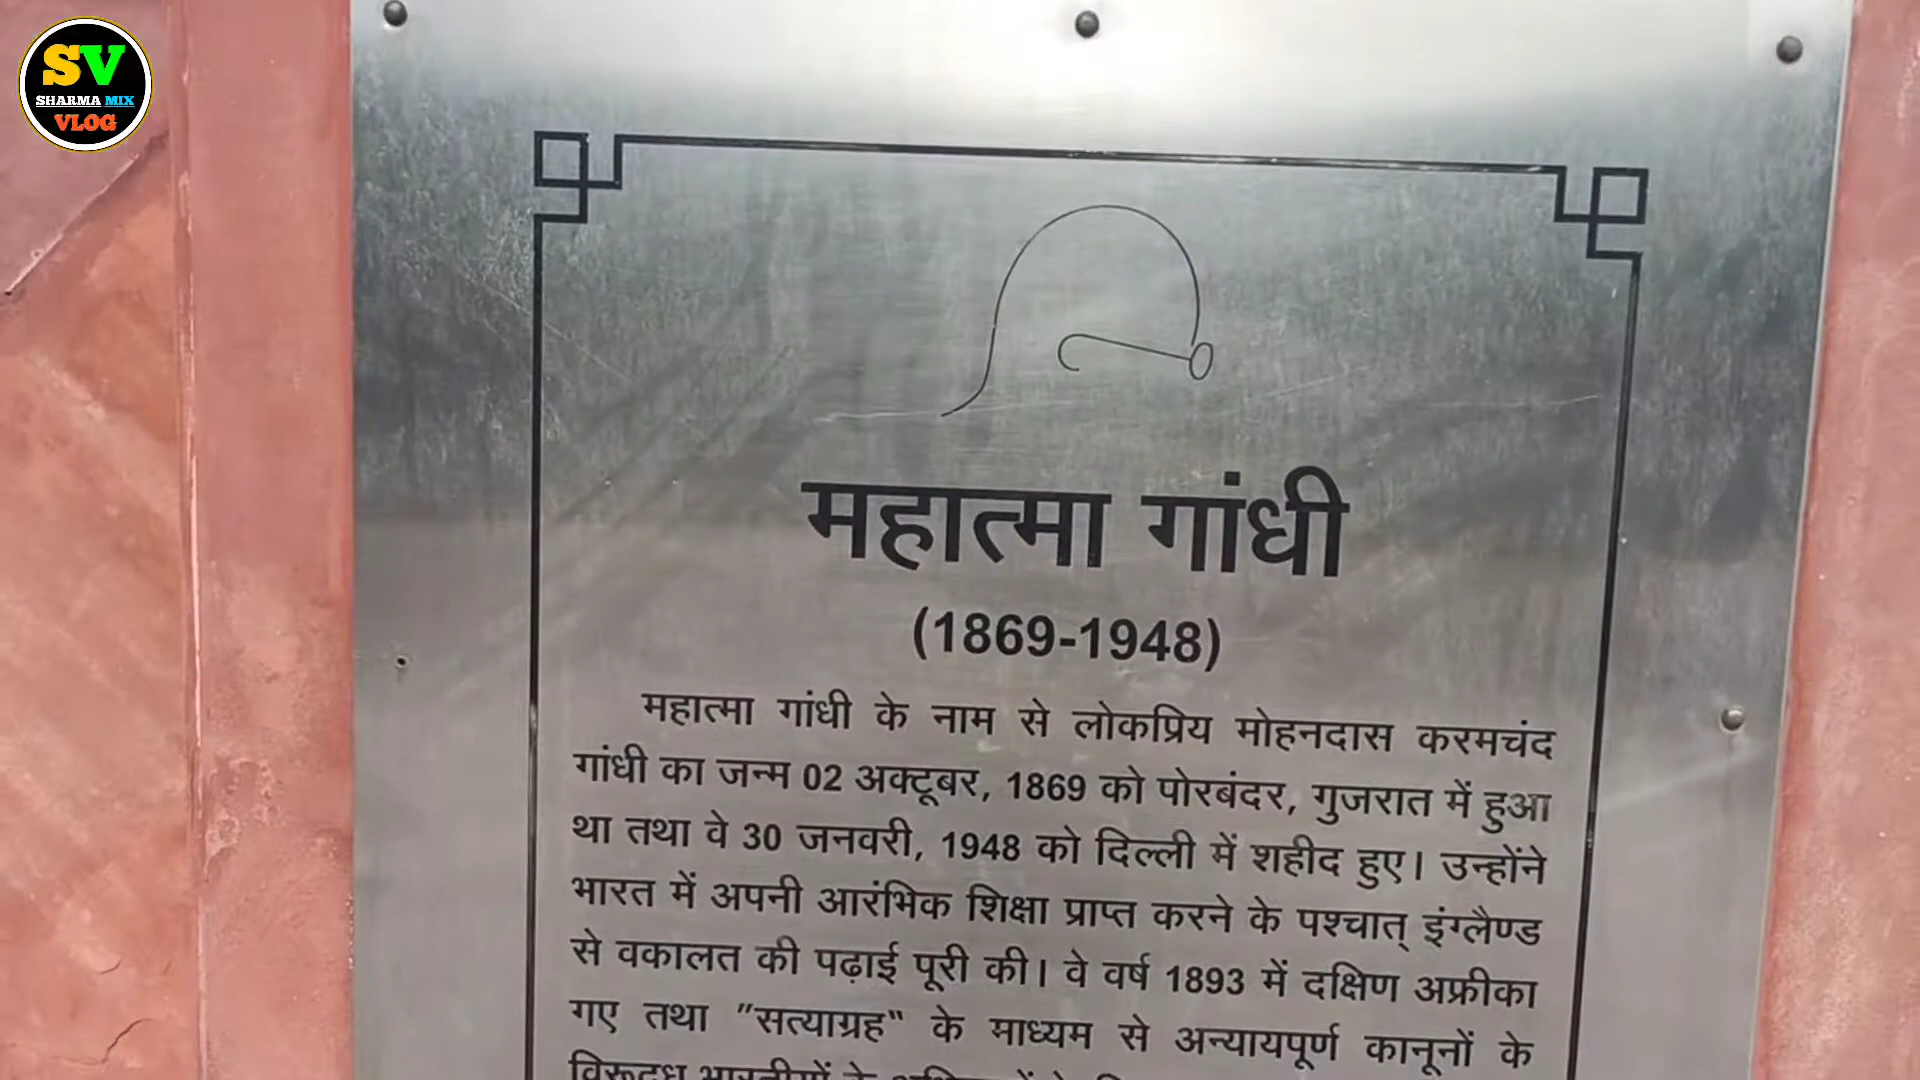 SV
SHARMA MIX
VLOG
महात्मा गांधी
(1869-1948)
महात्मा गांधी के नाम से लोकप्रिय मोहनदास करमचंद
गांधी का जन्म 02 अक्टूबर, 1869 को पोरबंदर, गुजरात में हुआ
था तथा वे 30 जनवरी, 1948 को दिल्ली में शहीद हुए। उन्होंने
भारत में अपनी आरंभिक शिक्षा प्राप्त करने के पश्चात् इंग्लैण्ड
से वकालत की पढ़ाई पूरी की। वे वर्ष 1893 में दक्षिण अफ्रीका
गए तथा "सत्याग्रह" के माध्यम से अन्यायपूर्ण कानूनों के
विरूद्ध भारतीयों के